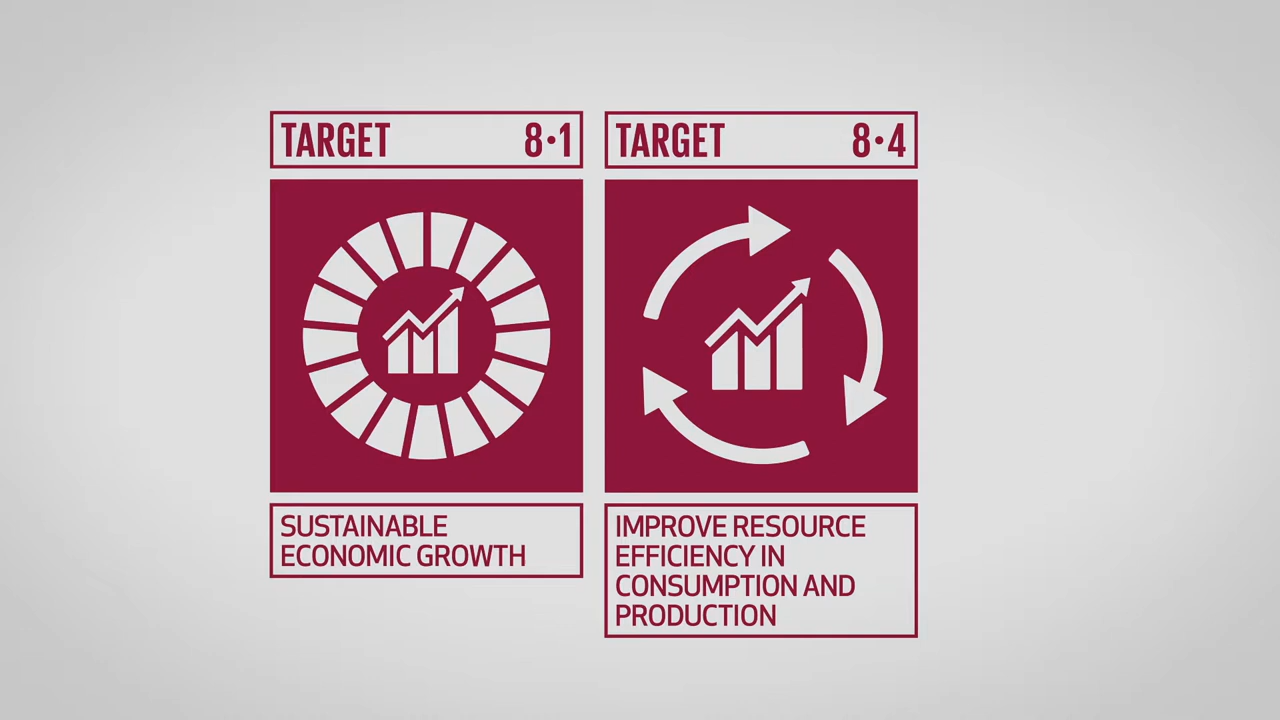 TARGET 8·1
SUSTAINABLE
ECONOMIC GROWTH
TARGET 8·4
IMPROVE RESOURCE
EFFICIENCY IN
CONSUMPTION AND
PRODUCTION